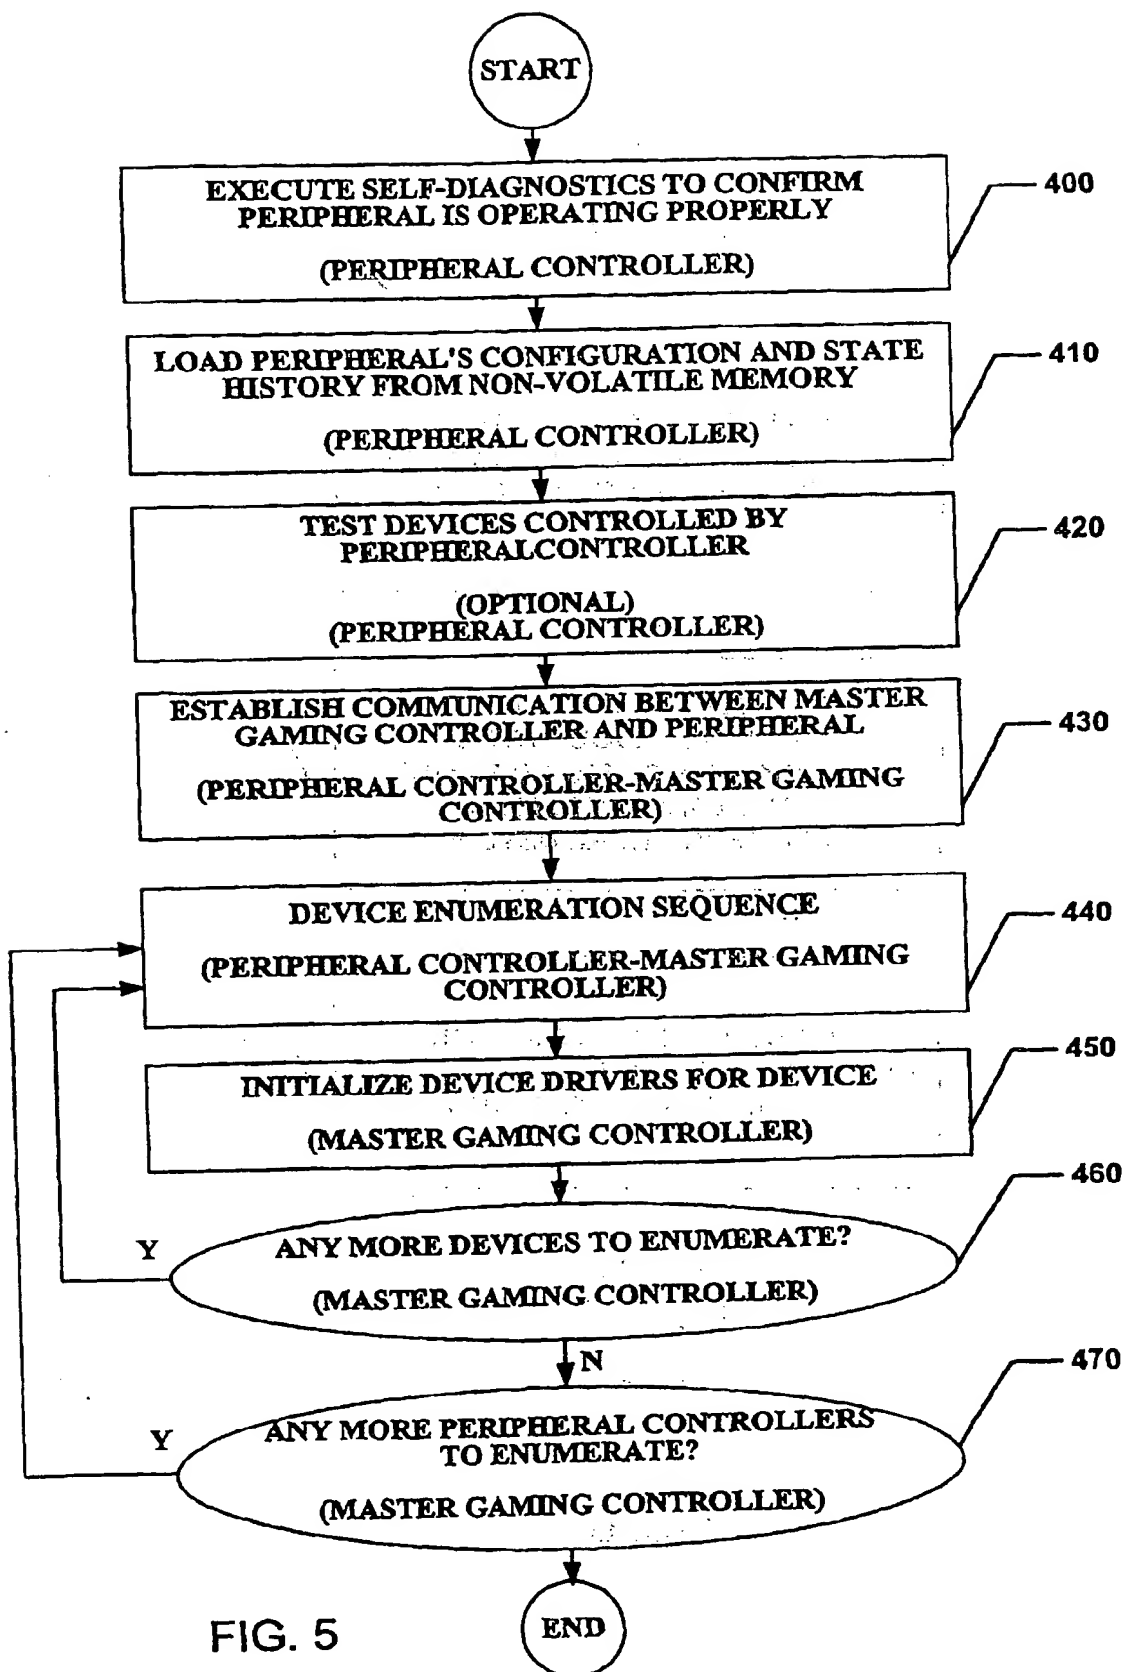 START
EXECUTE SELF-DIAGNOSTICS TO CONFIRM
PERIPHERAL IS OPERATING PROPERLY
(PERIPHERAL CONTROLLER)
400
LOAD PERIPHERAL'S CONFIGURATION AND STATE
HISTORY FROM NON-VOLATILE MEMORY
(PERIPHERAL CONTROLLER)
410
TEST DEVICES CONTROLLED BY
PERIPHERALCONTROLLER
(OPTIONAL)
(PERIPHERAL CONTROLLER)
420
ESTABLISH COMMUNICATION BETWEEN MASTER
GAMING CONTROLLER AND PERIPHERAL
(PERIPHERAL CONTROLLER-MASTER GAMING
CONTROLLER)
430
DEVICE ENUMERATION SEQUENCE
(PERIPHERAL CONTROLLER-MASTER GAMING
CONTROLLER)
440
INITIALIZE DEVICE DRIVERS FOR DEVICE
(MASTER GAMING CONTROLLER)
450
ANY MORE DEVICES TO ENUMERATE?
(MASTER GAMING CONTROLLER)
460
Y
N
ANY MORE PERIPHERAL CONTROLLERS
TO ENUMERATE?
(MASTER GAMING CONTROLLER)
470
Y
END
FIG. 5